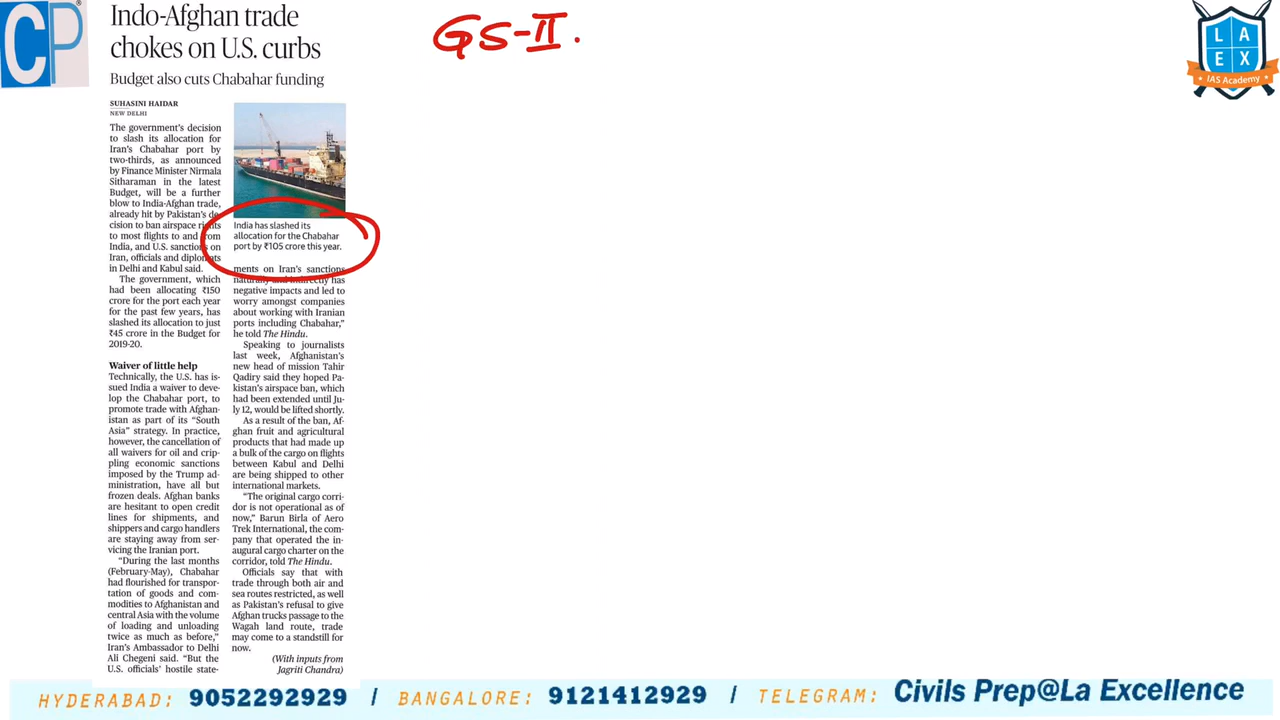 CP
Indo-Afghan trade
chokes on U.S. curbs
Budget also cuts Chabahar funding
GS-II.
LA
EX
IAS Academy
SUHASINI HAIDAR
NEW DELHI
The government's decision
to slash its allocation for
Iran's Chabahar port by
two-thirds, as announced
by Finance Minister Nirmala
Sitharaman in the latest
Budget, will be a further
blow to India-Afghan trade,
already hit by Pakistan's de-
cision to ban airspace rights
to most flights to and from
India, and U.S. sanctions on
Iran, officials and diplomats
in Delhi and Kabul said.
The government, which
had been allocating ₹150
crore for the port each year
for the past few years, has
slashed its allocation to just
₹45 crore in the Budget for
2019-20.
Waiver of little help
Technically, the U.S. has is-
sued India a waiver to deve-
lop the Chabahar port, to
promote trade with Afghan-
istan as part of its "South
Asia" strategy. In practice,
however, the cancellation of
all waivers for oil and crip-
pling economic sanctions
imposed by the Trump ad-
ministration, have all but
frozen deals. Afghan banks
are hesitant to open credit
lines for shipments, and
shippers and cargo handlers
are staying away from ser-
vicing the Iranian port.
"During the last months
(February-May), Chabahar
had flourished for transpor-
tation of goods and com-
modities to Afghanistan and
central Asia with the volume
of loading and unloading
twice as much as before,"
Iran's Ambassador to Delhi
Ali Chegeni said. "But the
U.S. officials' hostile state-
India has slashed its
allocation for the Chabahar
port by ₹105 crore this year.
ments on Iran's sanctions
naturally and indirectly has
negative impacts and led to
worry amongst companies
about working with Iranian
ports including Chabahar,"
he told The Hindu.
Speaking to journalists
last week, Afghanistan's
new head of mission Tahir
Qadiry said they hoped Pa-
kistan's airspace ban, which
had been extended until Ju-
ly 12, would be lifted shortly.
As a result of the ban, Af-
ghan fruit and agricultural
products that had made up
a bulk of the cargo on flights
between Kabul and Delhi
are being shipped to other
international markets.
"The original cargo corri-
dor is not operational as of
now," Barun Birla of Aero
Trek International, the com-
pany that operated the in-
augural cargo charter on the
corridor, told The Hindu.
Officials say that with
trade through both air and
sea routes restricted, as well
as Pakistan's refusal to give
Afghan trucks passage to the
Wagah land route, trade
may come to a standstill for
now.
(With inputs from
Jagriti Chandra)
HYDERABAD: 9052292929 / BANGALORE: 9121412929 / TELEGRAM: Civils Prep@La Excellence